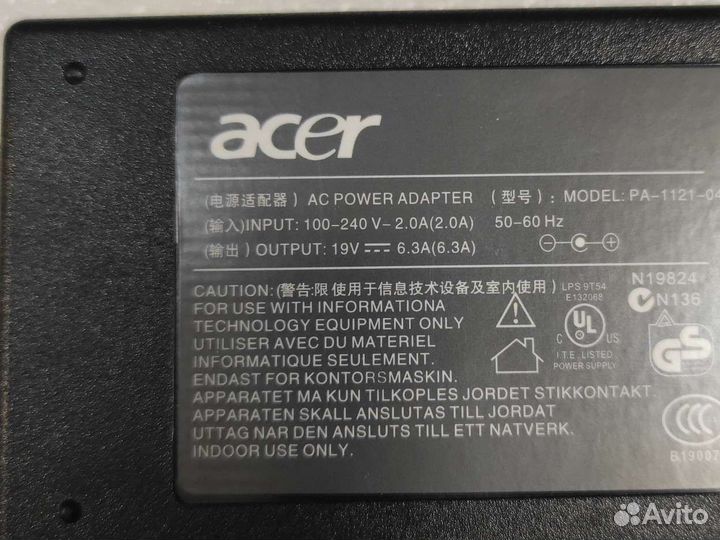 acer
(电源适配器) AC POWER ADAPTER (型号): MODEL: PA-1121-04
(输入)INPUT: 100-240 V- 2.0A(2.0A) 50-60 Hz
(输出) OUTPUT: 19V 6.3A(6.3A)
CAUTION: (警告:限 使用于信息技术设备及室内使用)
FOR USE WITH INFORMATIONA
TECHNOLOGY EQUIPMENT ONLY
UTILISER AVEC DU MATERIEL
INFORMATIQUE SEULEMENT.
ENDAST FOR KONTORSMASKIN.
APPARATET MA KUN TILKOPLES JORDET STIKKONTAKT.
APPARATEN SKALL ANSLUTAS TILL JORDAT
UTTAG NAR DEN ANSLUTS TILL ETT NATVERK.
INDOOR USE ONLY.
LPS 9T54
E132068
C UL US
I.T.E. LISTED
POWER SUPPLY
N19824
N136
GS
CCC
B19007
Avito